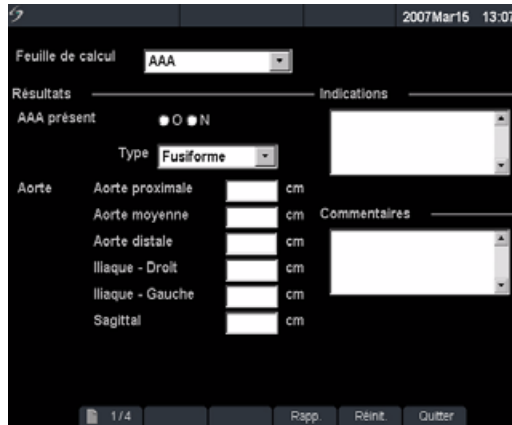 2007Mar15 13:07
Feuille de calcul AAA
Résultats
Indications
AAA présent O N
Type Fusiforme
Aorte Aorte proximale cm
Aorte moyenne cm
Commentaires
Aorte distale cm
Iliaque - Droit cm
Iliaque - Gauche cm
Sagittal cm
1/4 Rapp. Réinit. Quitter